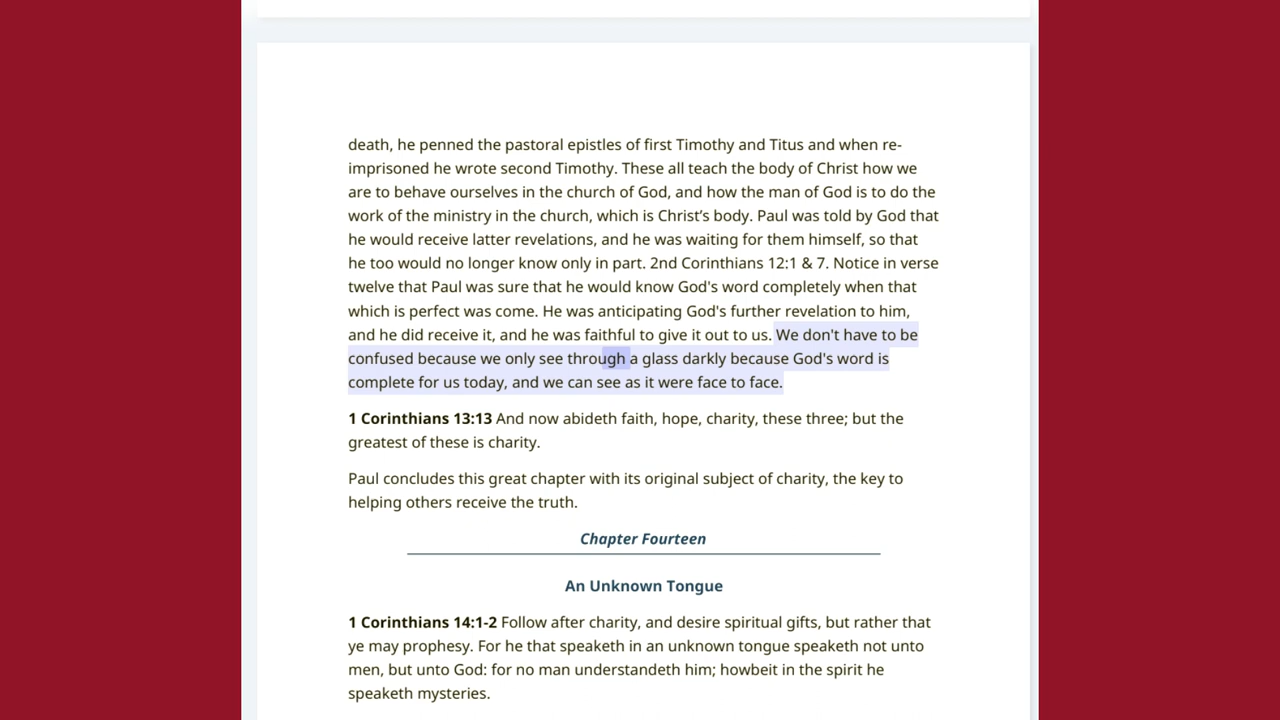 death, he penned the pastoral epistles of first Timothy and Titus and when re-
imprisoned he wrote second Timothy. These all teach the body of Christ how we
are to behave ourselves in the church of God, and how the man of God is to do the
work of the ministry in the church, which is Christ’s body. Paul was told by God that
he would receive latter revelations, and he was waiting for them himself, so that
he too would no longer know only in part. 2nd Corinthians 12:1 & 7. Notice in verse
twelve that Paul was sure that he would know God's word completely when that
which is perfect was come. He was anticipating God's further revelation to him,
and he did receive it, and he was faithful to give it out to us. We don't have to be
confused because we only see through a glass darkly because God's word is
complete for us today, and we can see as it were face to face.
1 Corinthians 13:13 And now abideth faith, hope, charity, these three; but the
greatest of these is charity.
Paul concludes this great chapter with its original subject of charity, the key to
helping others receive the truth.
Chapter Fourteen
An Unknown Tongue
1 Corinthians 14:1-2 Follow after charity, and desire spiritual gifts, but rather that
ye may prophesy. For he that speaketh in an unknown tongue speaketh not unto
men, but unto God: for no man understandeth him; howbeit in the spirit he
speaketh mysteries.